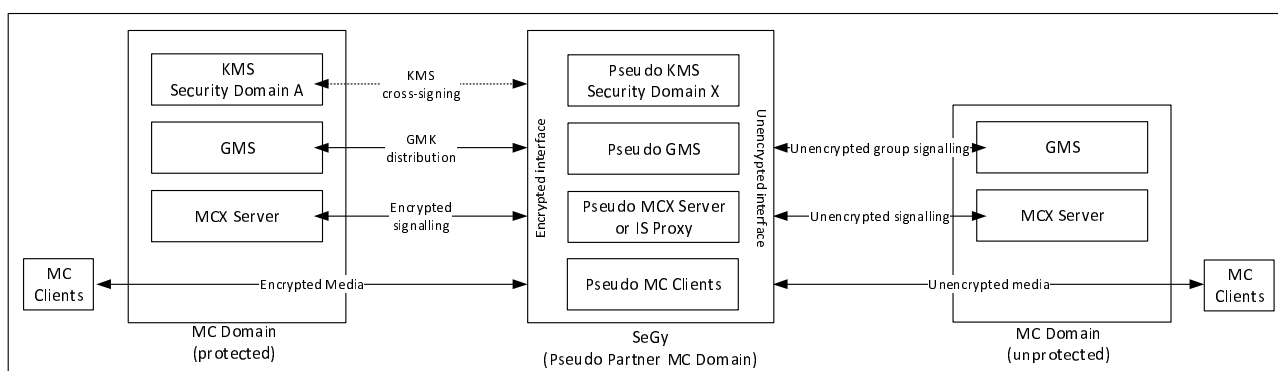 KMS
Security Domain A
GMS
MCX Server
MC
Clients
MC Domain
(protected)
KMS
cross-signing
GMK
distribution
Encrypted
signalling
Encrypted Media
Encrypted interface
Pseudo KMS
Security Domain X
Pseudo GMS
Pseudo MCX Server
or IS Proxy
Pseudo MC Clients
Unencrypted interface
SeGy
(Pseudo Partner MC Domain)
Unencrypted group signalling
Unencrypted signalling
Unencrypted media
GMS
MCX Server
MC Domain
(unprotected)
MC
Clients